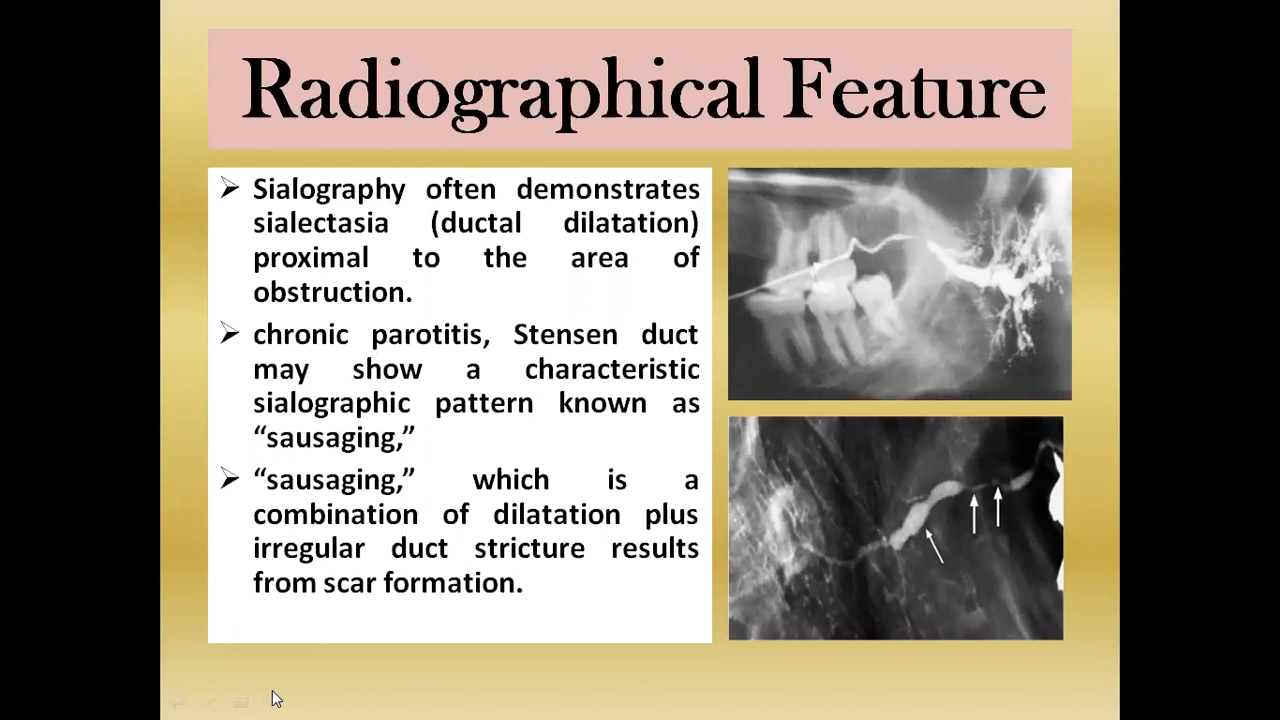 Radiographical Feature
Sialography often demonstrates
sialectasia (ductal dilatation)
proximal to the area of
obstruction.
chronic parotitis, Stensen duct
may show a characteristic
sialographic pattern known as
“sausaging,”
“sausaging,” which is a
combination of dilatation plus
irregular duct stricture results
from scar formation.